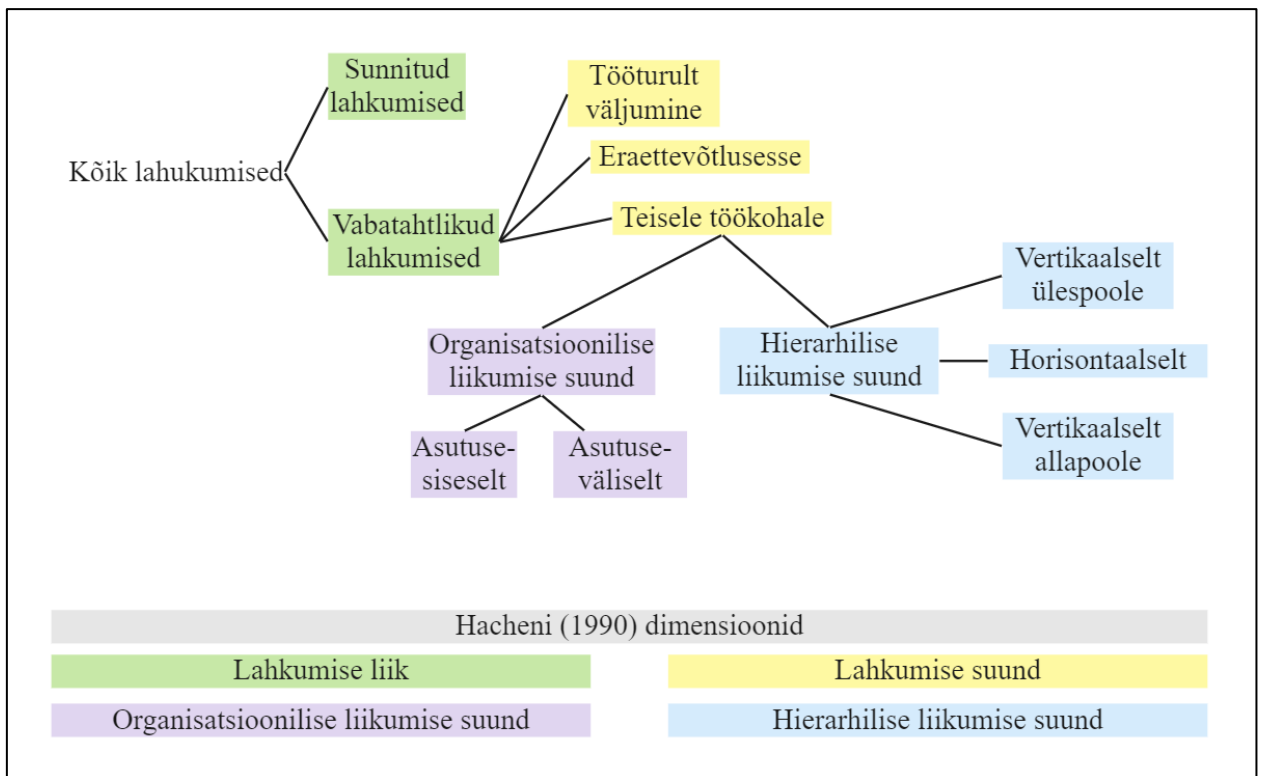 Sunnitud
lahkumised
Tööturult
väljumine
Eraettevõtlusesse
Kõik lahukumised
Vabatahtlikud
lahkumised
Teisele töökohale
Vertikaalselt
ülespoole
Organisatsioonilise
liikumise suund
Hierarhilise
liikumise suund
Horisontaalselt
Asutuse-
siseselt
Asutuse-
väliselt
Vertikaalselt
allapoole
Hacheni (1990) dimensioonid
Lahkumise liik
Lahkumise suund
Organisatsioonilise liikumise suund
Hierarhilise liikumise suund